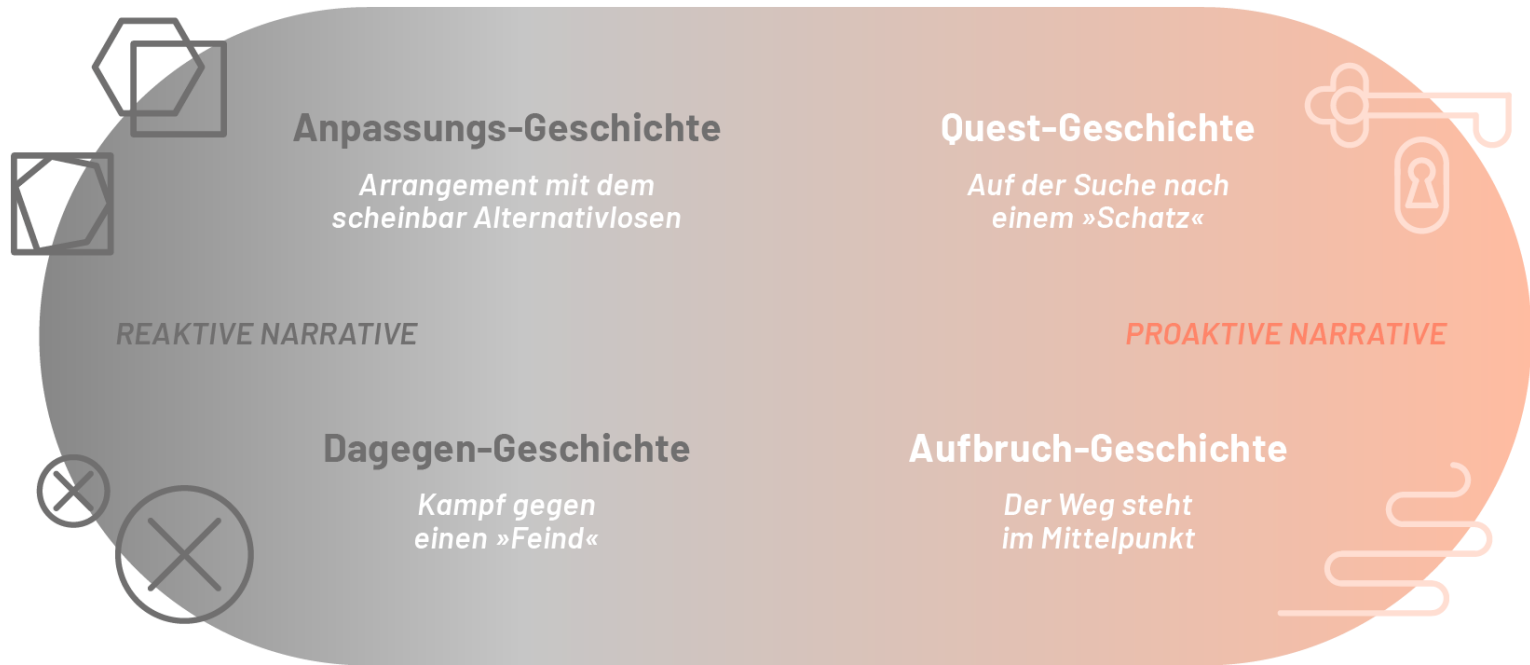 Anpassungs-Geschichte
Arrangement mit dem
scheinbar Alternativlosen
Quest-Geschichte
Auf der Suche nach
einem »Schatz«
REAKTIVE NARRATIVE
PROAKTIVE NARRATIVE
Dagegen-Geschichte
Kampf gegen
einen »Feind«
Aufbruch-Geschichte
Der Weg steht
im Mittelpunkt